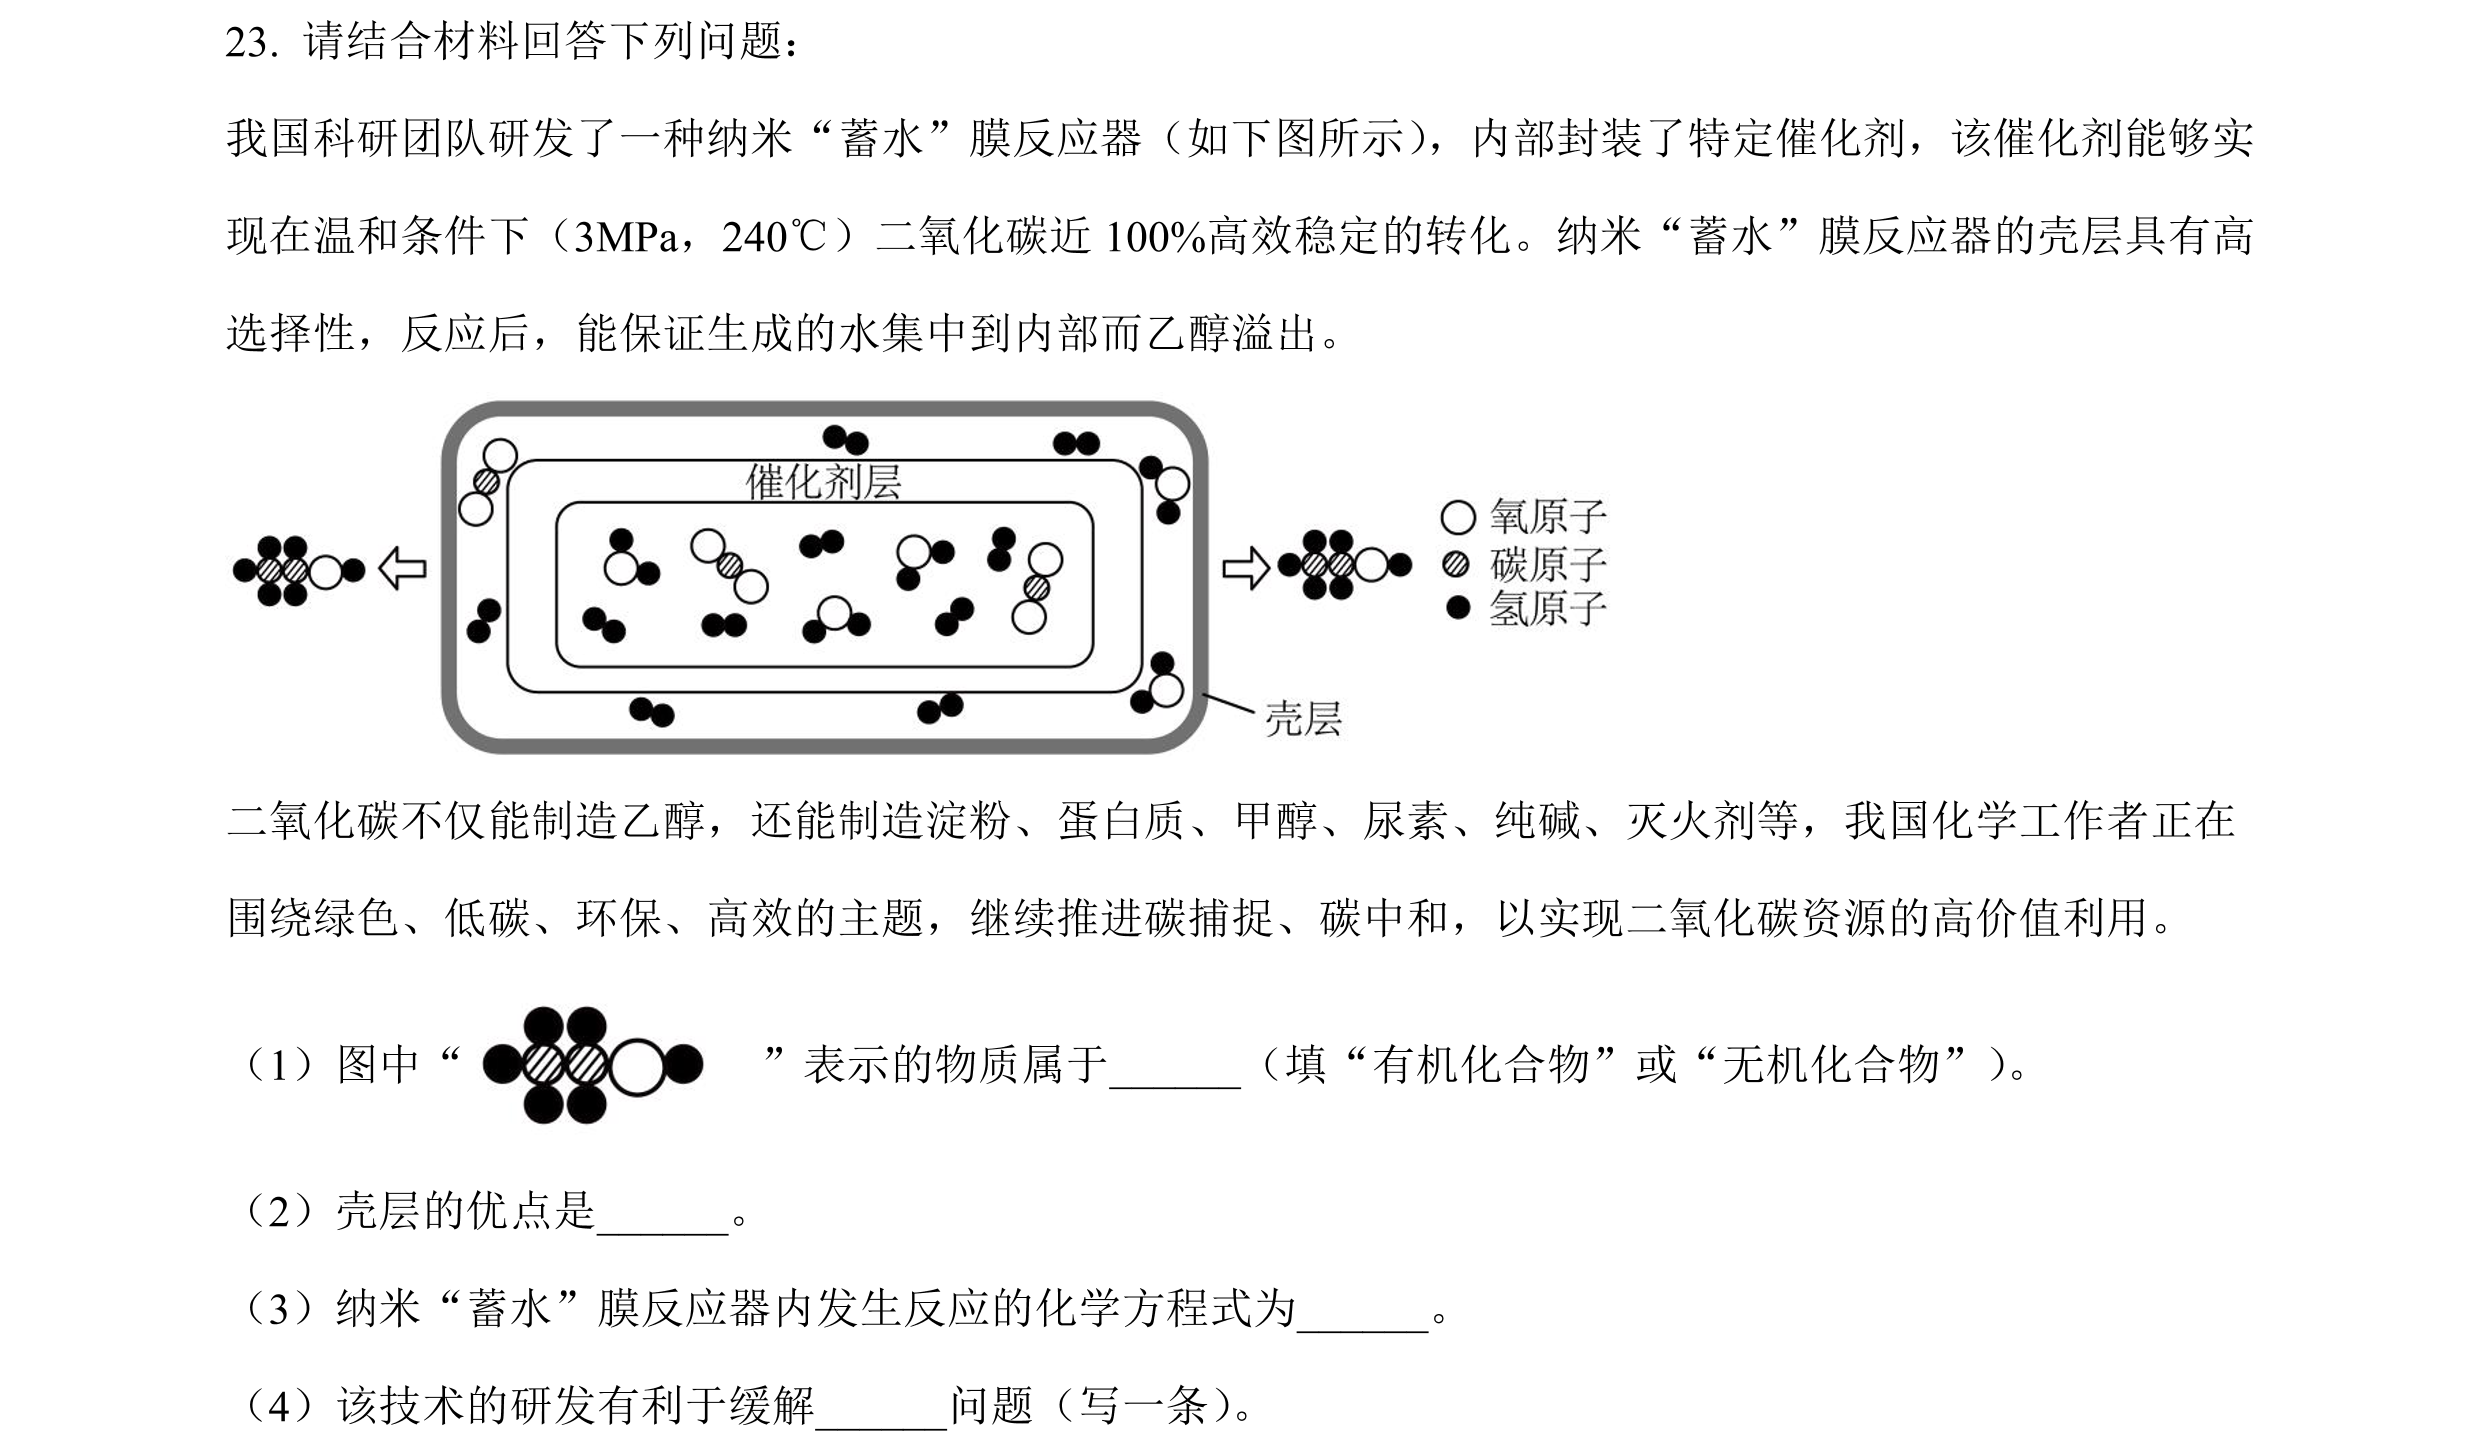 23. 请结合材料回答下列问题：
我国科研团队研发了一种纳米“蓄水”膜反应器（如下图所示），内部封装了特定催化剂，该催化剂能够实
现在温和条件下（3MPa，240℃）二氧化碳近 100%高效稳定的转化。纳米“蓄水”膜反应器的壳层具有高
选择性，反应后，能保证生成的水集中到内部而乙醇溢出。
催化剂层
氧原子
碳原子
氢原子
壳层
二氧化碳不仅能制造乙醇，还能制造淀粉、蛋白质、甲醇、尿素、纯碱、灭火剂等，我国化学工作者正在
围绕绿色、低碳、环保、高效的主题，继续推进碳捕捉、碳中和，以实现二氧化碳资源的高价值利用。
（1）图中“ ”表示的物质属于______（填“有机化合物”或“无机化合物”）。
（2）壳层的优点是______。
（3）纳米“蓄水”膜反应器内发生反应的化学方程式为______。
（4）该技术的研发有利于缓解______问题（写一条）。